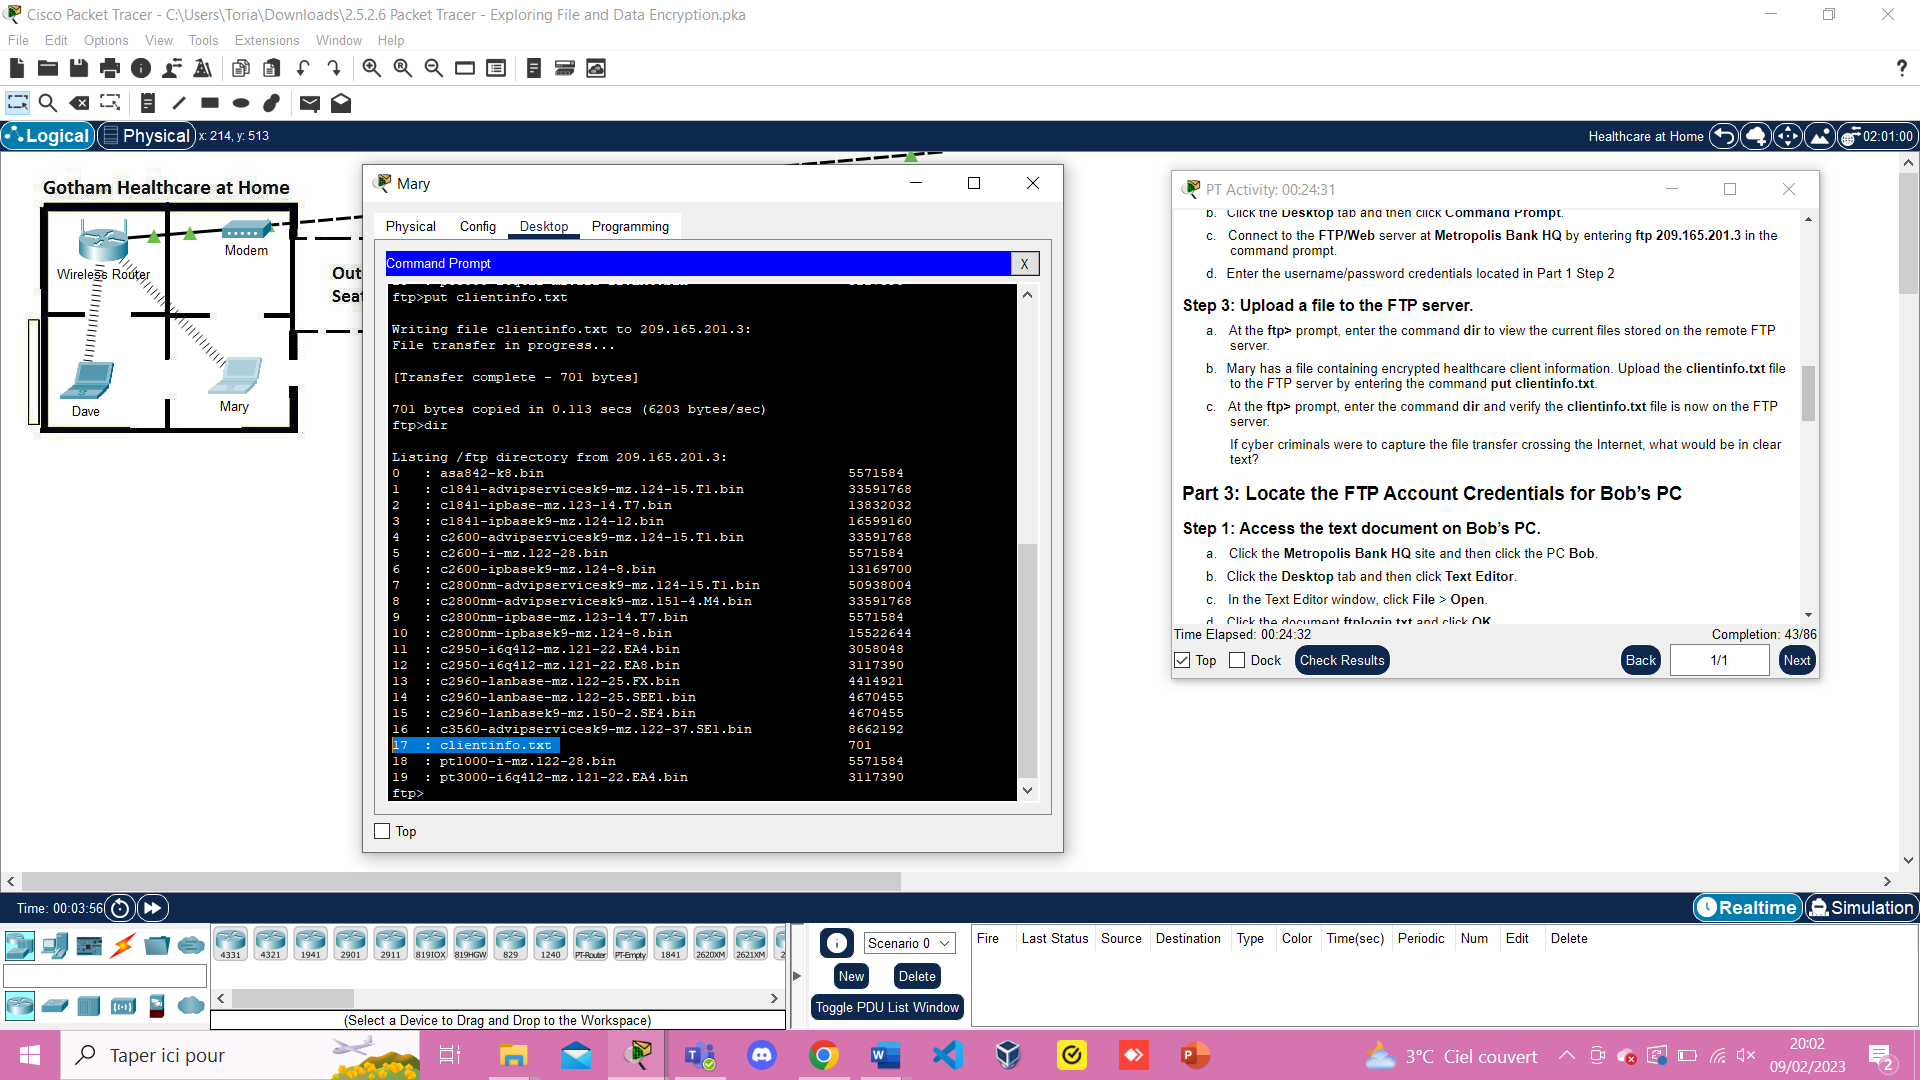 Cisco Packet Tracer - C:\Users\Toria\Downloads\2.5.2.6 Packet Tracer - Exploring File and Data Encryption.pka
File Edit Options View Tools Extensions Window Help
?
Logical Physical x: 214, y: 513
Healthcare at Home 02:01:00
Gotham Healthcare at Home
Modem
Wireless Router
Dave
Mary
Out
Seat
Mary
Physical Config Desktop Programming
Command Prompt X
ftp>put clientinfo.txt
Writing file clientinfo.txt to 209.165.201.3:
File transfer in progress...
[Transfer complete - 701 bytes]
701 bytes copied in 0.113 secs (6203 bytes/sec)
ftp>dir
Listing /ftp directory from 209.165.201.3:
0 : asa842-k8.bin 5571584
1 : c1841-advipservicesk9-mz.124-15.T1.bin 33591768
2 : c1841-ipbase-mz.123-14.T7.bin 13832032
3 : c1841-ipbasek9-mz.124-12.bin 16599160
4 : c2600-advipservicesk9-mz.124-15.T1.bin 33591768
5 : c2600-i-mz.122-28.bin 5571584
6 : c2600-ipbasek9-mz.124-8.bin 13169700
7 : c2800nm-advipservicesk9-mz.124-15.T1.bin 50938004
8 : c2800nm-advipservicesk9-mz.151-4.M4.bin 33591768
9 : c2800nm-ipbase-mz.123-14.T7.bin 5571584
10 : c2800nm-ipbasek9-mz.124-8.bin 15522644
11 : c2950-i6q4l2-mz.121-22.EA4.bin 3058048
12 : c2950-i6q4l2-mz.121-22.EA8.bin 3117390
13 : c2960-lanbase-mz.122-25.FX.bin 4414921
14 : c2960-lanbase-mz.122-25.SEE1.bin 4670455
15 : c2960-lanbasek9-mz.150-2.SE4.bin 4670455
16 : c3560-advipservicesk9-mz.122-37.SE1.bin 8662192
17 : clientinfo.txt 701
18 : pt1000-i-mz.122-28.bin 5571584
19 : pt3000-i6q4l2-mz.121-22.EA4.bin 3117390
ftp>
Top
PT Activity: 00:24:31
b. Click the Desktop tab and then click Command Prompt.
c. Connect to the FTP/Web server at Metropolis Bank HQ by entering ftp 209.165.201.3 in the
command prompt.
d. Enter the username/password credentials located in Part 1 Step 2
Step 3: Upload a file to the FTP server.
a. At the ftp> prompt, enter the command dir to view the current files stored on the remote FTP
server.
b. Mary has a file containing encrypted healthcare client information. Upload the clientinfo.txt file
to the FTP server by entering the command put clientinfo.txt.
c. At the ftp> prompt, enter the command dir and verify the clientinfo.txt file is now on the FTP
server.
If cyber criminals were to capture the file transfer crossing the Internet, what would be in clear
text?
Part 3: Locate the FTP Account Credentials for Bob's PC
Step 1: Access the text document on Bob's PC.
a. Click the Metropolis Bank HQ site and then click the PC Bob.
b. Click the Desktop tab and then click Text Editor.
c. In the Text Editor window, click File > Open.
d. Click the document ftplogin.txt and click OK
Time Elapsed: 00:24:32 Completion: 43/86
Top Dock Check Results Back 1/1 Next
Time: 00:03:56
Realtime Simulation
4331 4321 1941 2901 2911 819IOX 819HGW 829 1240 PT-Router PT-Empty 1841 2620XM 2621XM 2
(Select a Device to Drag and Drop to the Workspace)
Scenario 0
New Delete
Toggle PDU List Window
Fire Last Status Source Destination Type Color Time(sec) Periodic Num Edit Delete
Taper ici pour
3°C Ciel couvert
20:02
09/02/2023
2